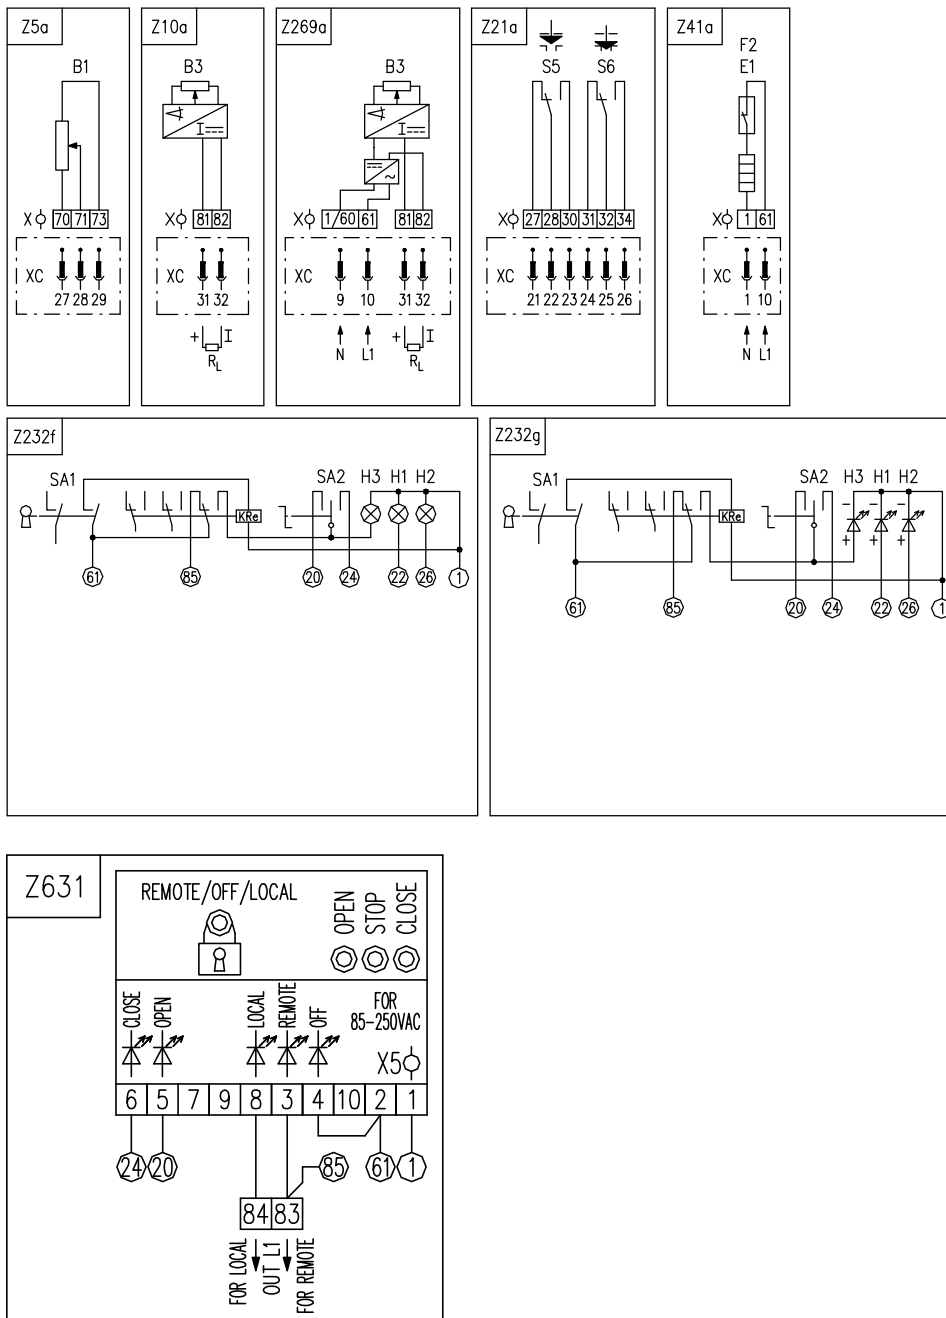 Z5a
B1
X 70 71 73
XC
27 28 29
Z10a
B3
I
X 81 82
XC
31 32
+ I
RL
Z269a
B3
I
~
X 1/60 61 81 82
XC
9 10 31 32
N L1 + I
RL
Z21a
S5 S6
X 27 28 30 31 32 34
XC
21 22 23 24 25 26
Z41a
F2
E1
X 1 61
XC
1 10
N L1
Z232f
SA1 SA2 H3 H1 H2
KRe
61 85 20 24 22 26 1
Z232g
SA1 SA2 H3 H1 H2
- - -
KRe
+ + +
61 85 20 24 22 26 1
Z631
REMOTE/OFF/LOCAL
OPEN
STOP
CLOSE
CLOSE
OPEN
LOCAL
REMOTE
OFF
FOR
85-250VAC
X5
6 5 7 9 8 3 4 10 2 1
24 20 85 61 1
84 83
FOR LOCAL
OUT L1
FOR REMOTE